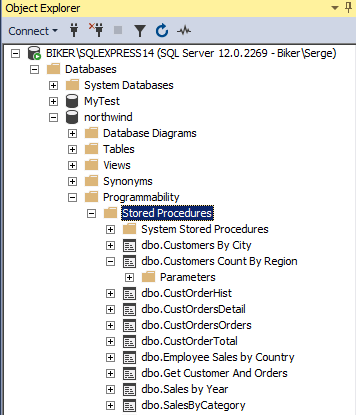 Object Explorer
Connect
BIKER\SQLEXPRESS14 (SQL Server 12.0.2269 - Biker\Serge)
Databases
System Databases
MyTest
northwind
Database Diagrams
Tables
Views
Synonyms
Programmability
Stored Procedures
System Stored Procedures
dbo.Customers By City
dbo.Customers Count By Region
Parameters
dbo.CustOrderHist
dbo.CustOrdersDetail
dbo.CustOrdersOrders
dbo.CustOrderTotal
dbo.Employee Sales by Country
dbo.Get Customer And Orders
dbo.Sales by Year
dbo.SalesByCategory